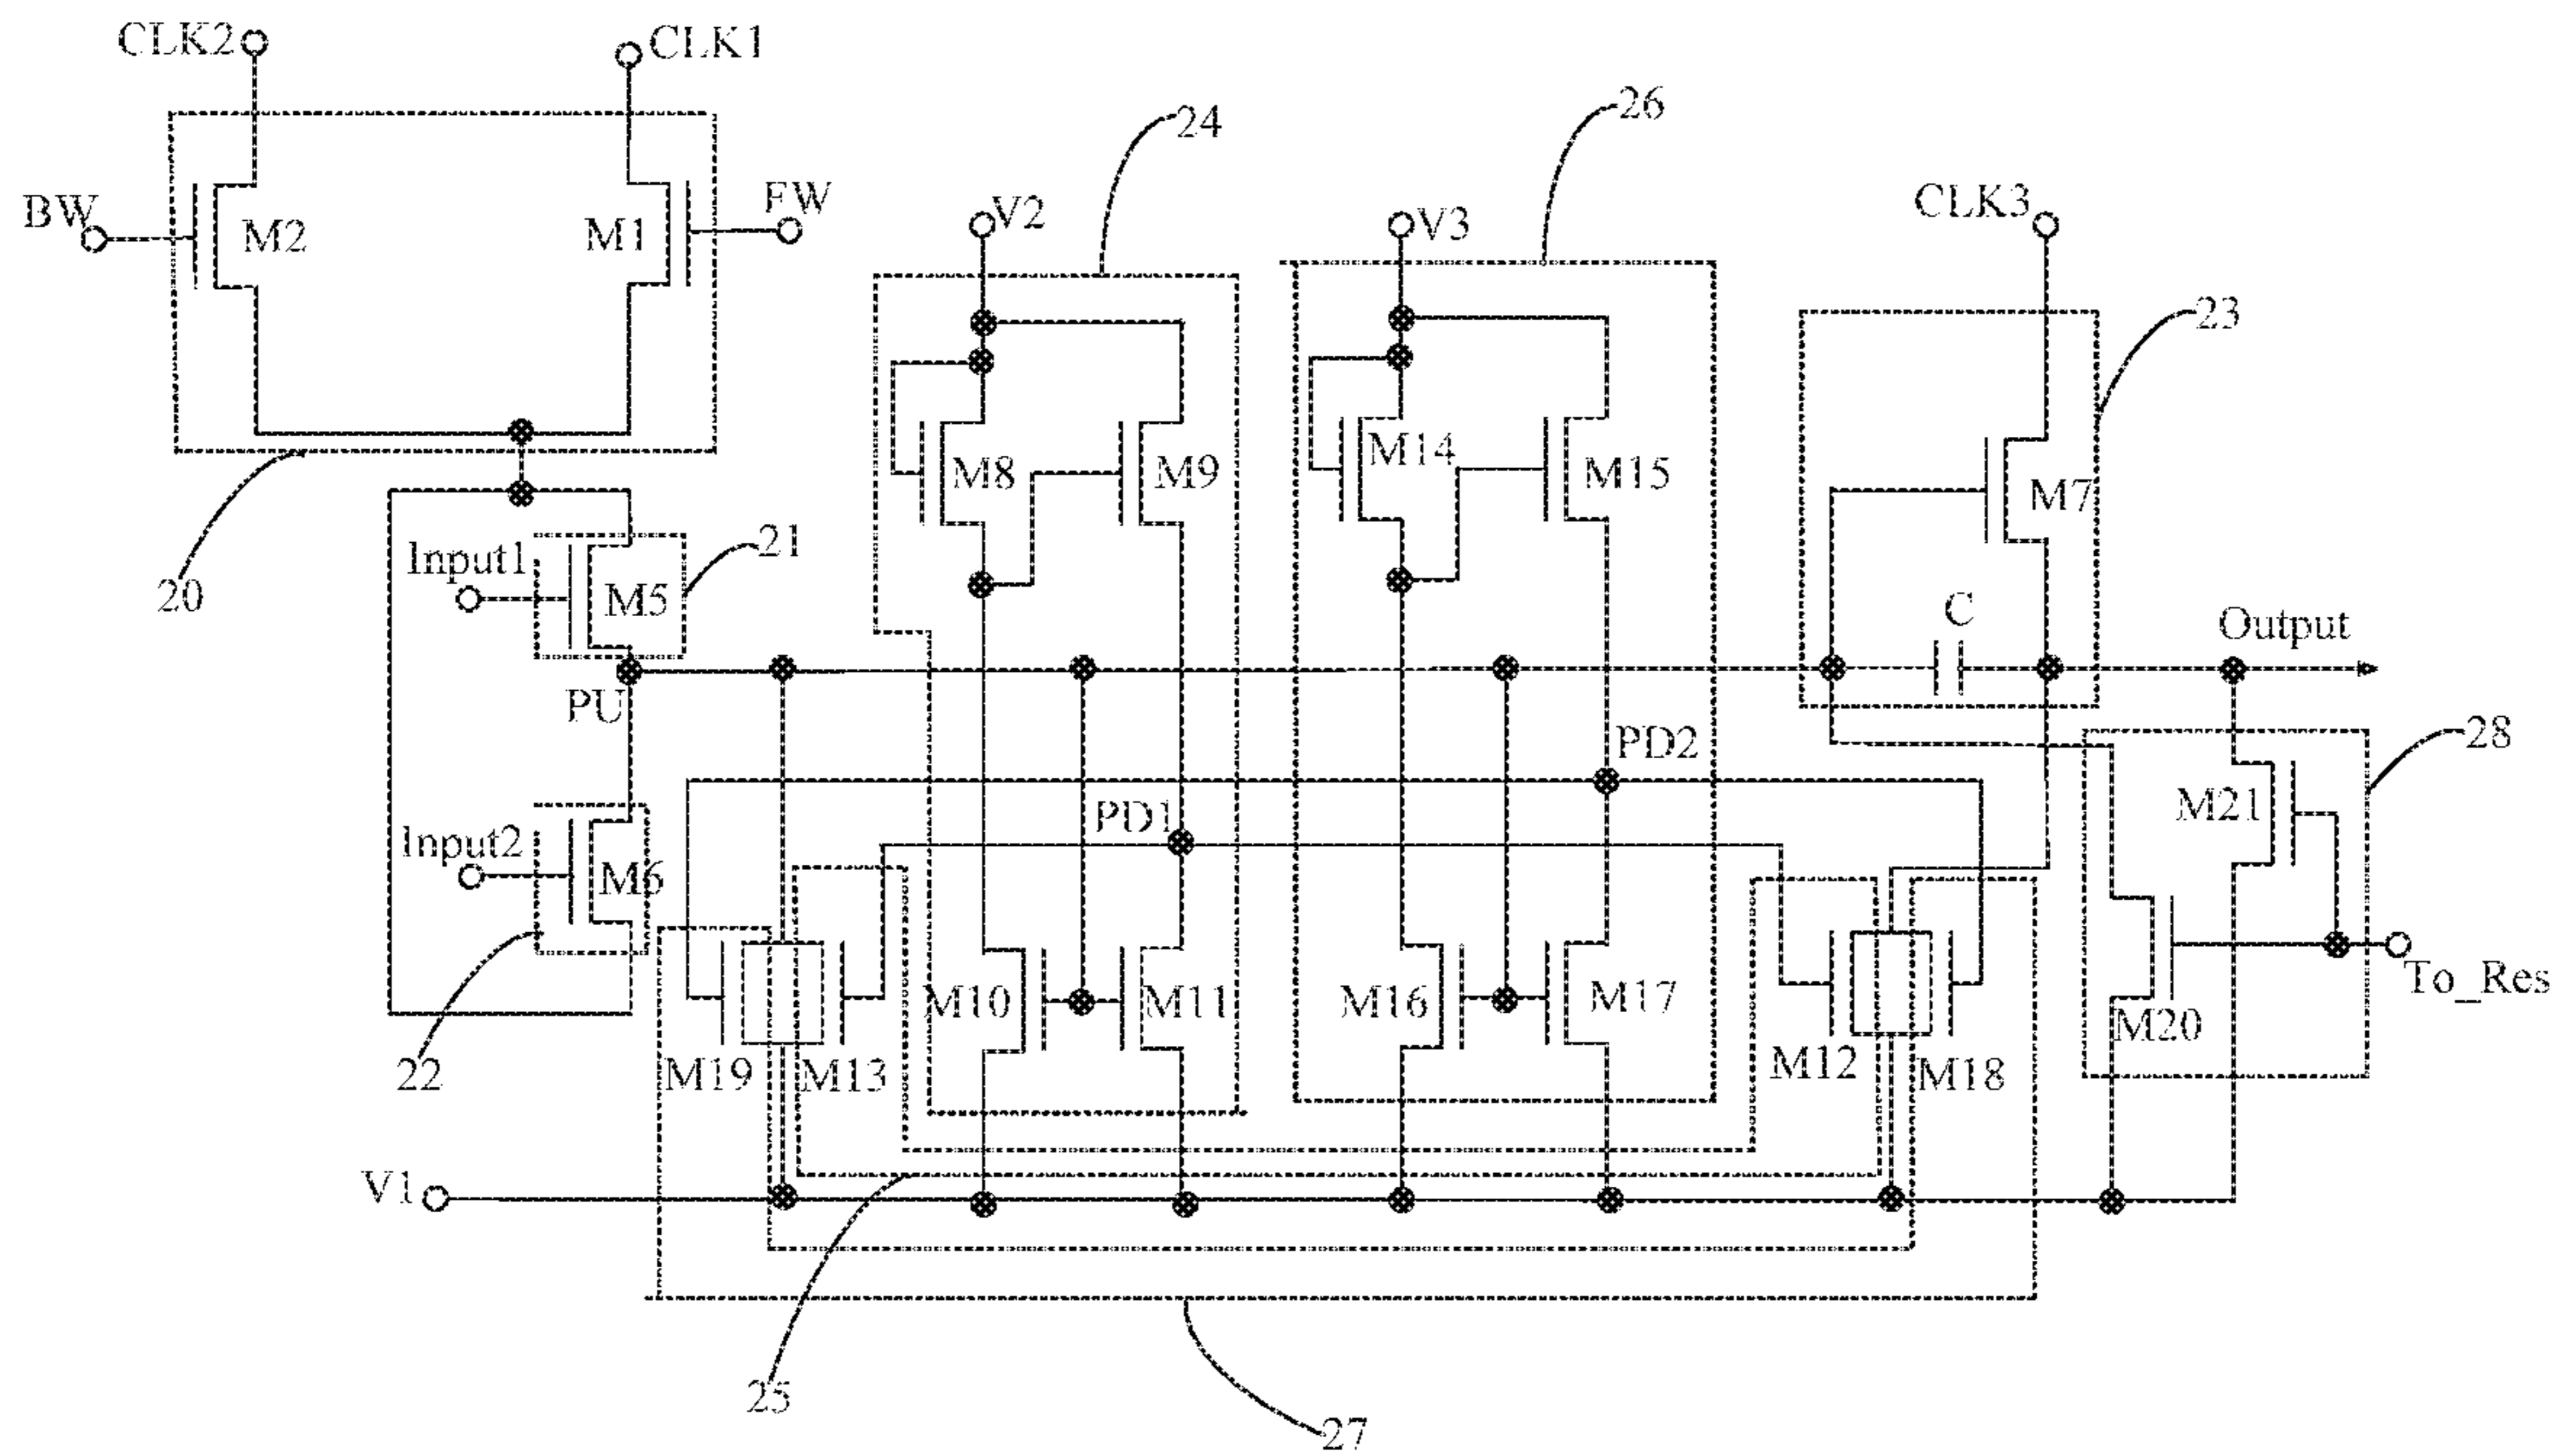 CLK2
CLK1
24
26
BW
M2
M1
FW
V2
V3
CLK3
23
M8
M9
M14
M15
M7
Input1
21
20
M5
C
Output
PU
PD2
28
Input2
PD1
M21
M6
M10
M11
M16
M17
To_Res
M20
22
M19
M13
M12
M18
V1
25
27